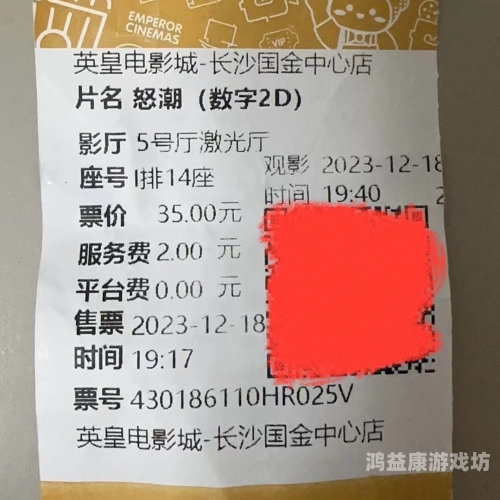 EMPEROR
CINEMAS
VIP
英皇电影城-长沙国金中心店
片名 怒潮（数字2D）
影厅 5号厅激光厅
座号 I排14座
观影 2023-12-18
时间 19:40
票价 35.00元
服务费 2.00 元
平台费 0.00 元
售票 2023-12-18
时间 19:17
票号 430186110HR025V
英皇电影城-长沙国金中心店
鸿益康游戏坊